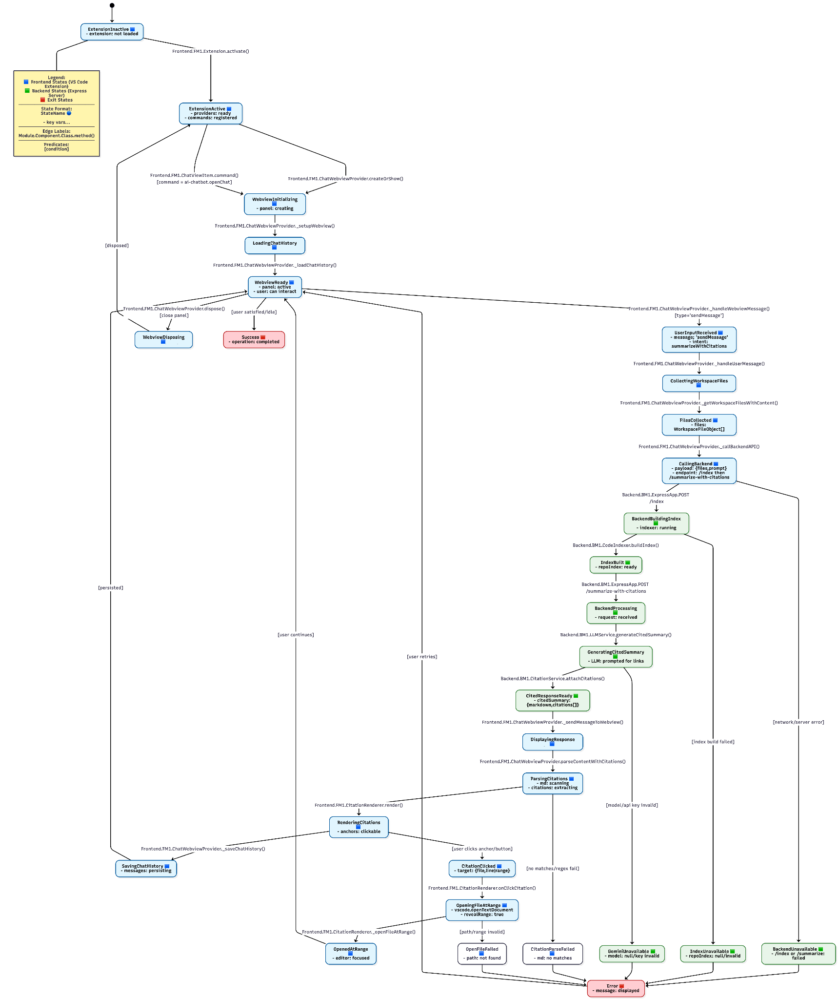 ExtensionInactive
- extension: not loaded
Frontend.FM1.Extension.activate()
Legend:
Frontend States (VS Code
Extension)
Backend States (Express
Server)
Exit States
State Format:
StateName
- key vars...
Edge Labels:
Module.Component.Class.method()
Predicates:
[condition]
ExtensionActive
- providers: ready
- commands: registered
Frontend.FM1.ChatViewItem.command()
[command = ai-chatbot.openChat]
Frontend.FM1.ChatWebviewProvider.createOrShow()
WebviewInitializing
- panel: creating
Frontend.FM1.ChatWebviewProvider._setupWebview()
[disposed]
LoadingChatHistory
Frontend.FM1.ChatWebviewProvider._loadChatHistory()
WebviewReady
- panel: active
- user: can interact
Frontend.FM1.ChatWebviewProvider.dispose()
[close panel]
[user satisfied/idle]
Frontend.FM1.ChatWebviewProvider._handleWebviewMessage()
[type='sendMessage']
WebviewDisposing
Success
- operation: completed
UserInputReceived
- message: 'sendMessage'
- intent:
summarizeWithCitations
Frontend.FM1.ChatWebviewProvider._handleUserMessage()
CollectingWorkspaceFiles
Frontend.FM1.ChatWebviewProvider._getWorkspaceFilesWithContent()
FilesCollected
- files:
WorkspaceFileObject[]
Frontend.FM1.ChatWebviewProvider._callBackendAPI()
CallingBackend
- payload: {files,prompt}
- endpoint: /index then
/summarize-with-citations
Backend.BM1.ExpressApp.POST
/index
BackendBuildingIndex
- indexer: running
Backend.BM1.CodeIndexer.buildIndex()
IndexBuilt
- repoIndex: ready
[persisted]
Backend.BM1.ExpressApp.POST
/summarize-with-citations
BackendProcessing
- request: received
[user continues]
Backend.BM1.LLMService.generateCitedSummary()
[user retries]
GeneratingCitedSummary
- LLM: prompted for links
Backend.BM1.CitationService.attachCitations()
CitedResponseReady
- citedSummary:
{markdown,citations[]}
Frontend.FM1.ChatWebviewProvider._sendMessageToWebview()
[network/server error]
DisplayingResponse
[index build failed]
Frontend.FM1.ChatWebviewProvider.parseContentWithCitations()
ParsingCitations
- md: scanning
- citations: extracting
Frontend.FM1.CitationRenderer.render()
[model/api key invalid]
RenderingCitations
- anchors: clickable
Frontend.FM1.ChatWebviewProvider._saveChatHistory()
[user clicks anchor/button]
SavingChatHistory
- messages: persisting
CitationClicked
- target: {file,line|range}
[no matches/regex fail]
Frontend.FM1.CitationRenderer.onClickCitation()
OpeningFileAtRange
- vscode.openTextDocument
- revealRange: true
Frontend.FM1.CitationRenderer._openFileAtRange()
[path/range invalid]
OpenedAtRange
- editor: focused
OpenFileFailed
- path: not found
CitationParseFailed
- md: no matches
GeminiUnavailable
- model: null/key invalid
IndexUnavailable
- repoIndex: null/invalid
BackendUnavailable
- /index or /summarize:
failed
Error
- message: displayed